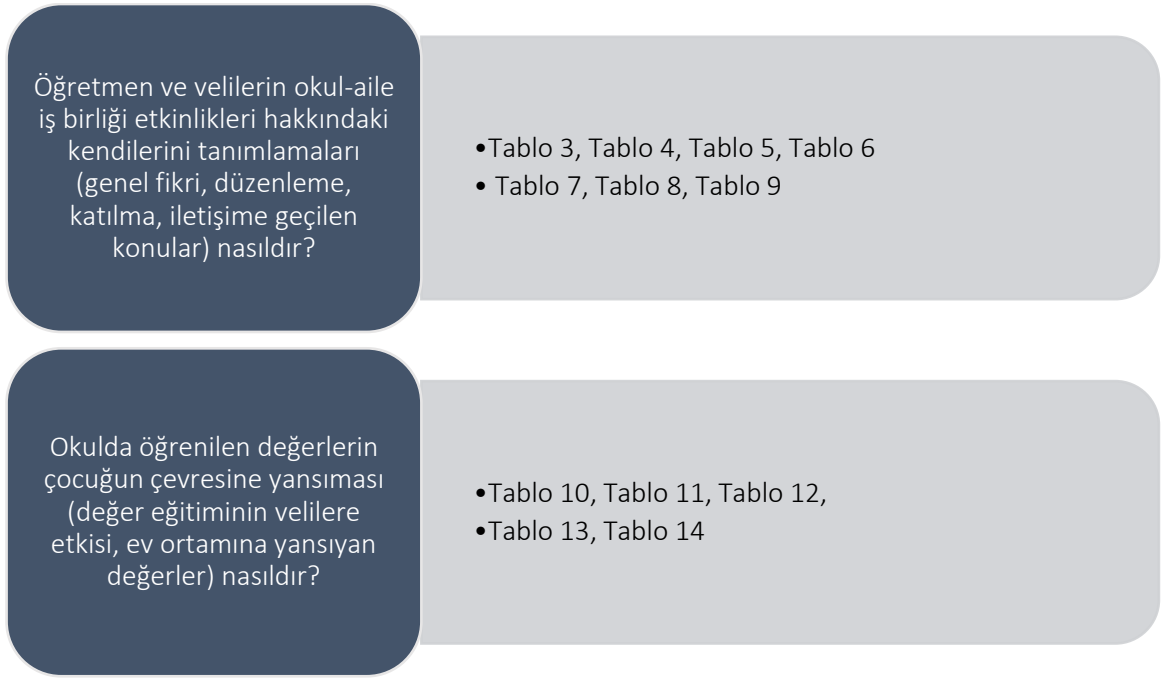 Öğretmen ve velilerin okul-aile
iş birliği etkinlikleri hakkındaki
kendilerini tanımlamaları
(genel fikri, düzenleme,
katılma, iletişime geçilen
konular) nasıldır?
•Tablo 3, Tablo 4, Tablo 5, Tablo 6
• Tablo 7, Tablo 8, Tablo 9
Okulda öğrenilen değerlerin
çocuğun çevresine yansıması
(değer eğitiminin velilere
etkisi, ev ortamına yansıyan
değerler) nasıldır?
•Tablo 10, Tablo 11, Tablo 12,
•Tablo 13, Tablo 14